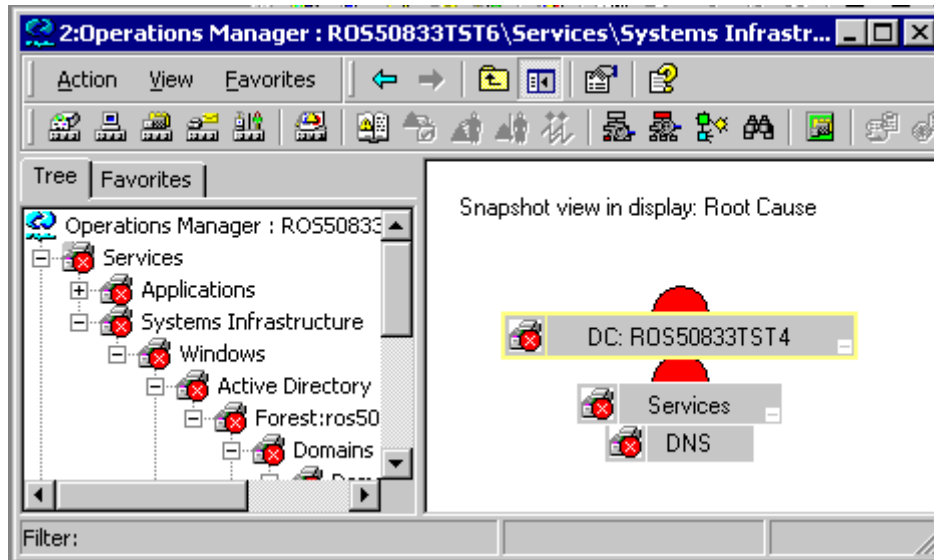 2:Operations Manager : ROS50833TST6\Services\Systems Infrastr...
Action View Favorites
Tree Favorites
Operations Manager : ROS50833
Services
Applications
Systems Infrastructure
Windows
Active Directory
Forest:ros50
Domains
Snapshot view in display: Root Cause
DC: ROS50833TST4
Services
DNS
Filter: